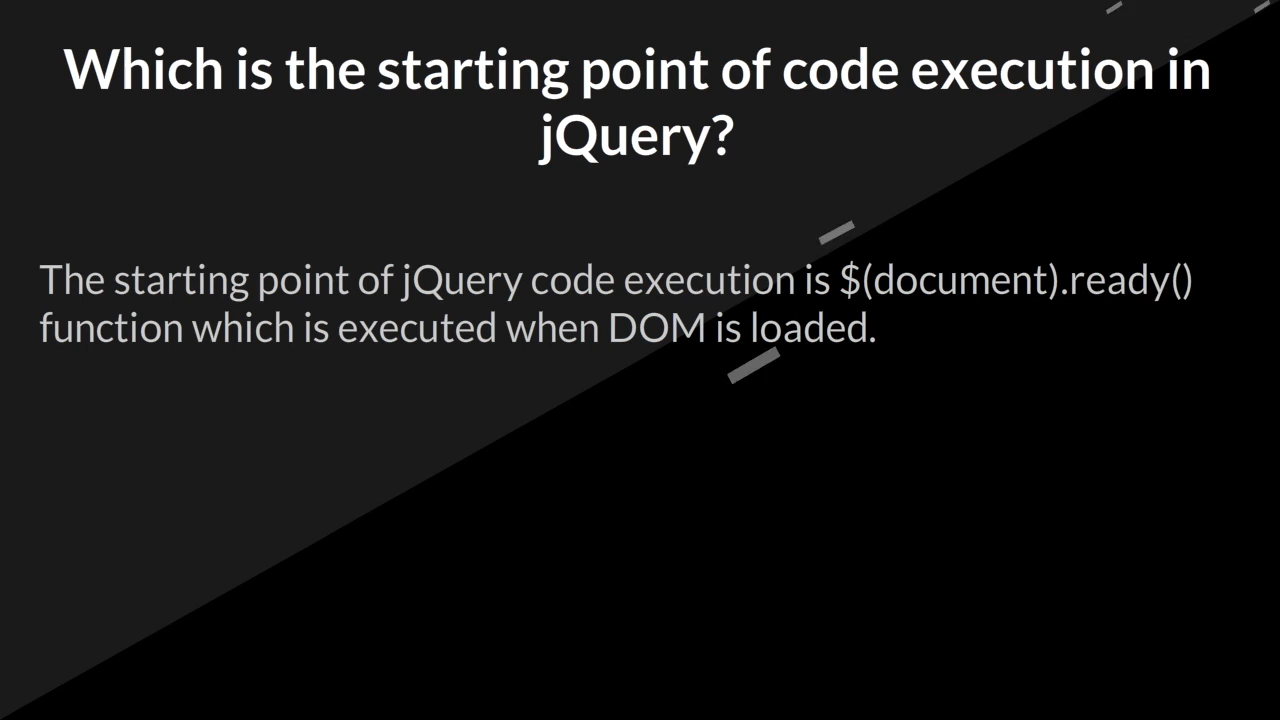 Which is the starting point of code execution in
jQuery?
The starting point of jQuery code execution is $(document).ready()
function which is executed when DOM is loaded.